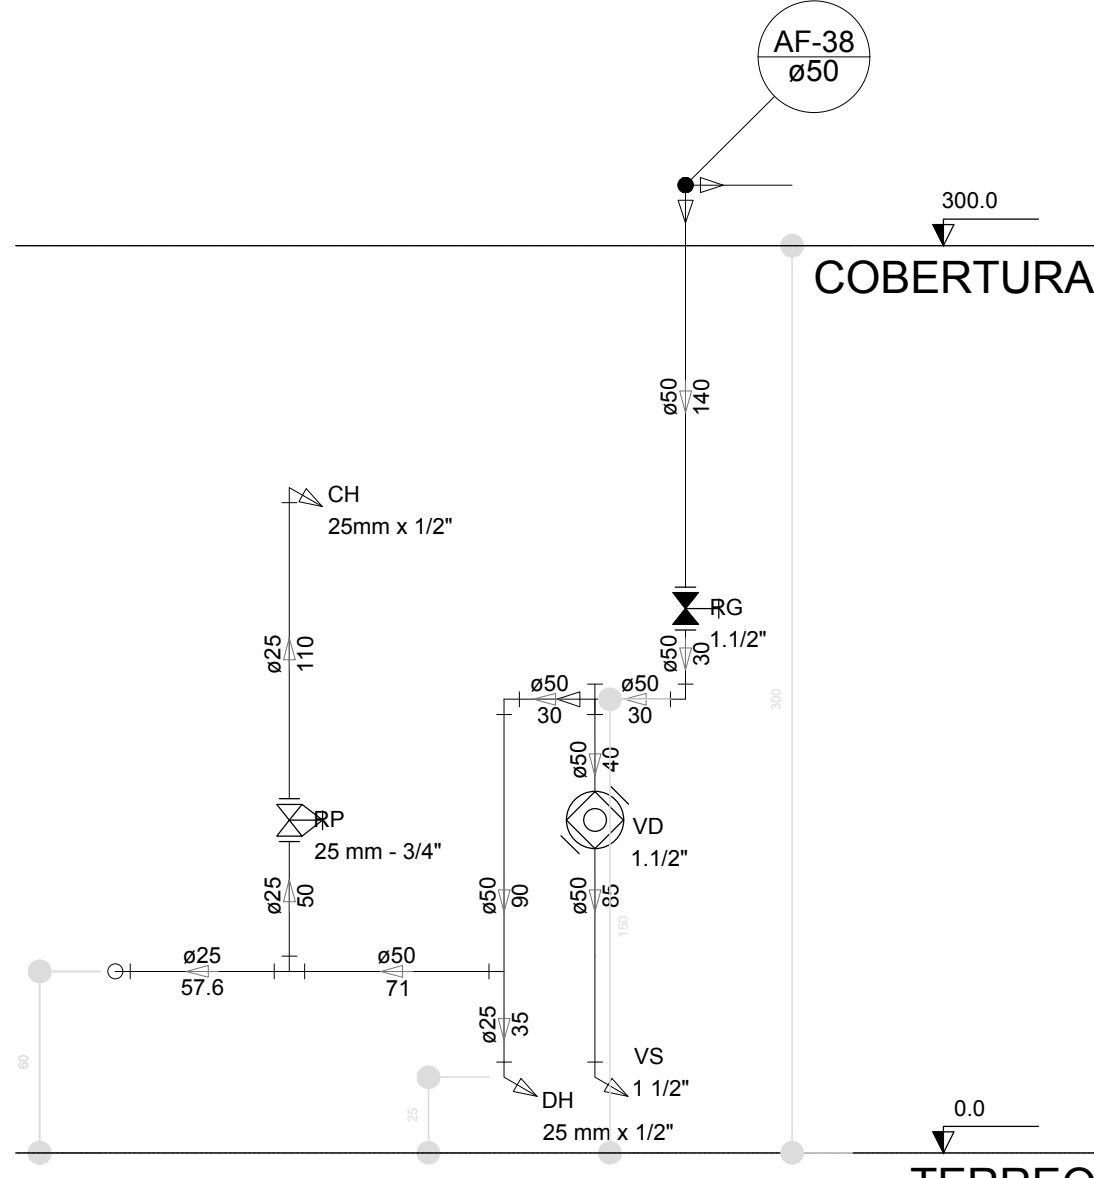 AF-38
ø50
300.0
COBERTURA
ø50
140
CH
25mm x 1/2"
RG
1.1/2"
ø50
30
ø25
110
ø50
30
ø50
30
300
ø50
40
RP
25 mm - 3/4"
VD
1.1/2"
ø25
50
ø50
90
ø50
85
150
ø25
57.6
ø50
71
ø25
35
60
VS
1 1/2"
DH
25 mm x 1/2"
25
0.0
TERREO